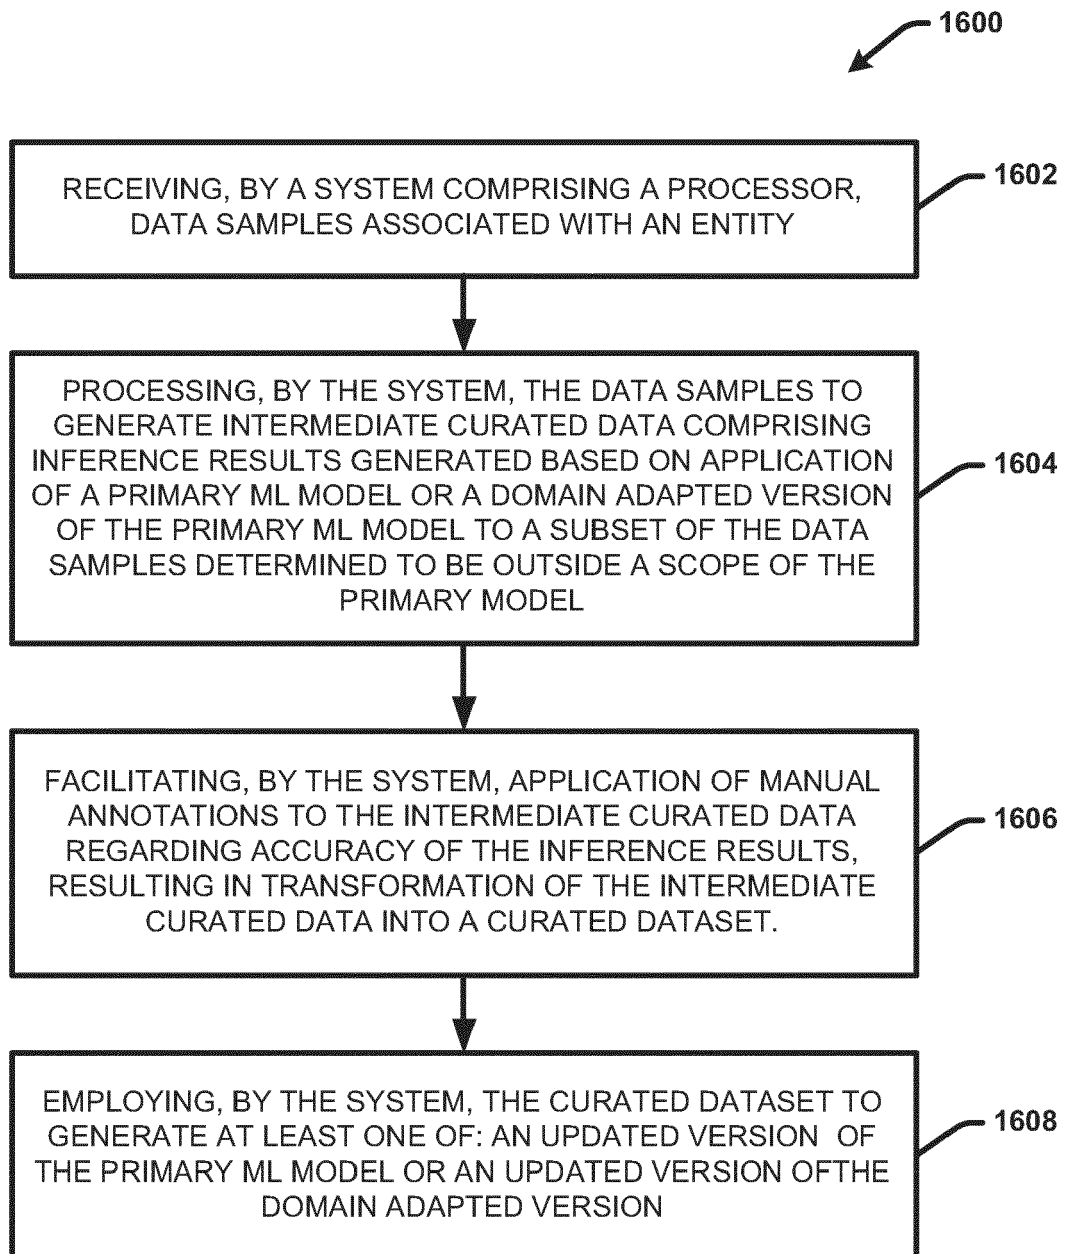 1600
RECEIVING, BY A SYSTEM COMPRISING A PROCESSOR,
DATA SAMPLES ASSOCIATED WITH AN ENTITY
1602
PROCESSING, BY THE SYSTEM, THE DATA SAMPLES TO
GENERATE INTERMEDIATE CURATED DATA COMPRISING
INFERENCE RESULTS GENERATED BASED ON APPLICATION
OF A PRIMARY ML MODEL OR A DOMAIN ADAPTED VERSION
OF THE PRIMARY ML MODEL TO A SUBSET OF THE DATA
SAMPLES DETERMINED TO BE OUTSIDE A SCOPE OF THE
PRIMARY MODEL
1604
FACILITATING, BY THE SYSTEM, APPLICATION OF MANUAL
ANNOTATIONS TO THE INTERMEDIATE CURATED DATA
REGARDING ACCURACY OF THE INFERENCE RESULTS,
RESULTING IN TRANSFORMATION OF THE INTERMEDIATE
CURATED DATA INTO A CURATED DATASET.
1606
EMPLOYING, BY THE SYSTEM, THE CURATED DATASET TO
GENERATE AT LEAST ONE OF: AN UPDATED VERSION OF
THE PRIMARY ML MODEL OR AN UPDATED VERSION OFTHE
DOMAIN ADAPTED VERSION
1608